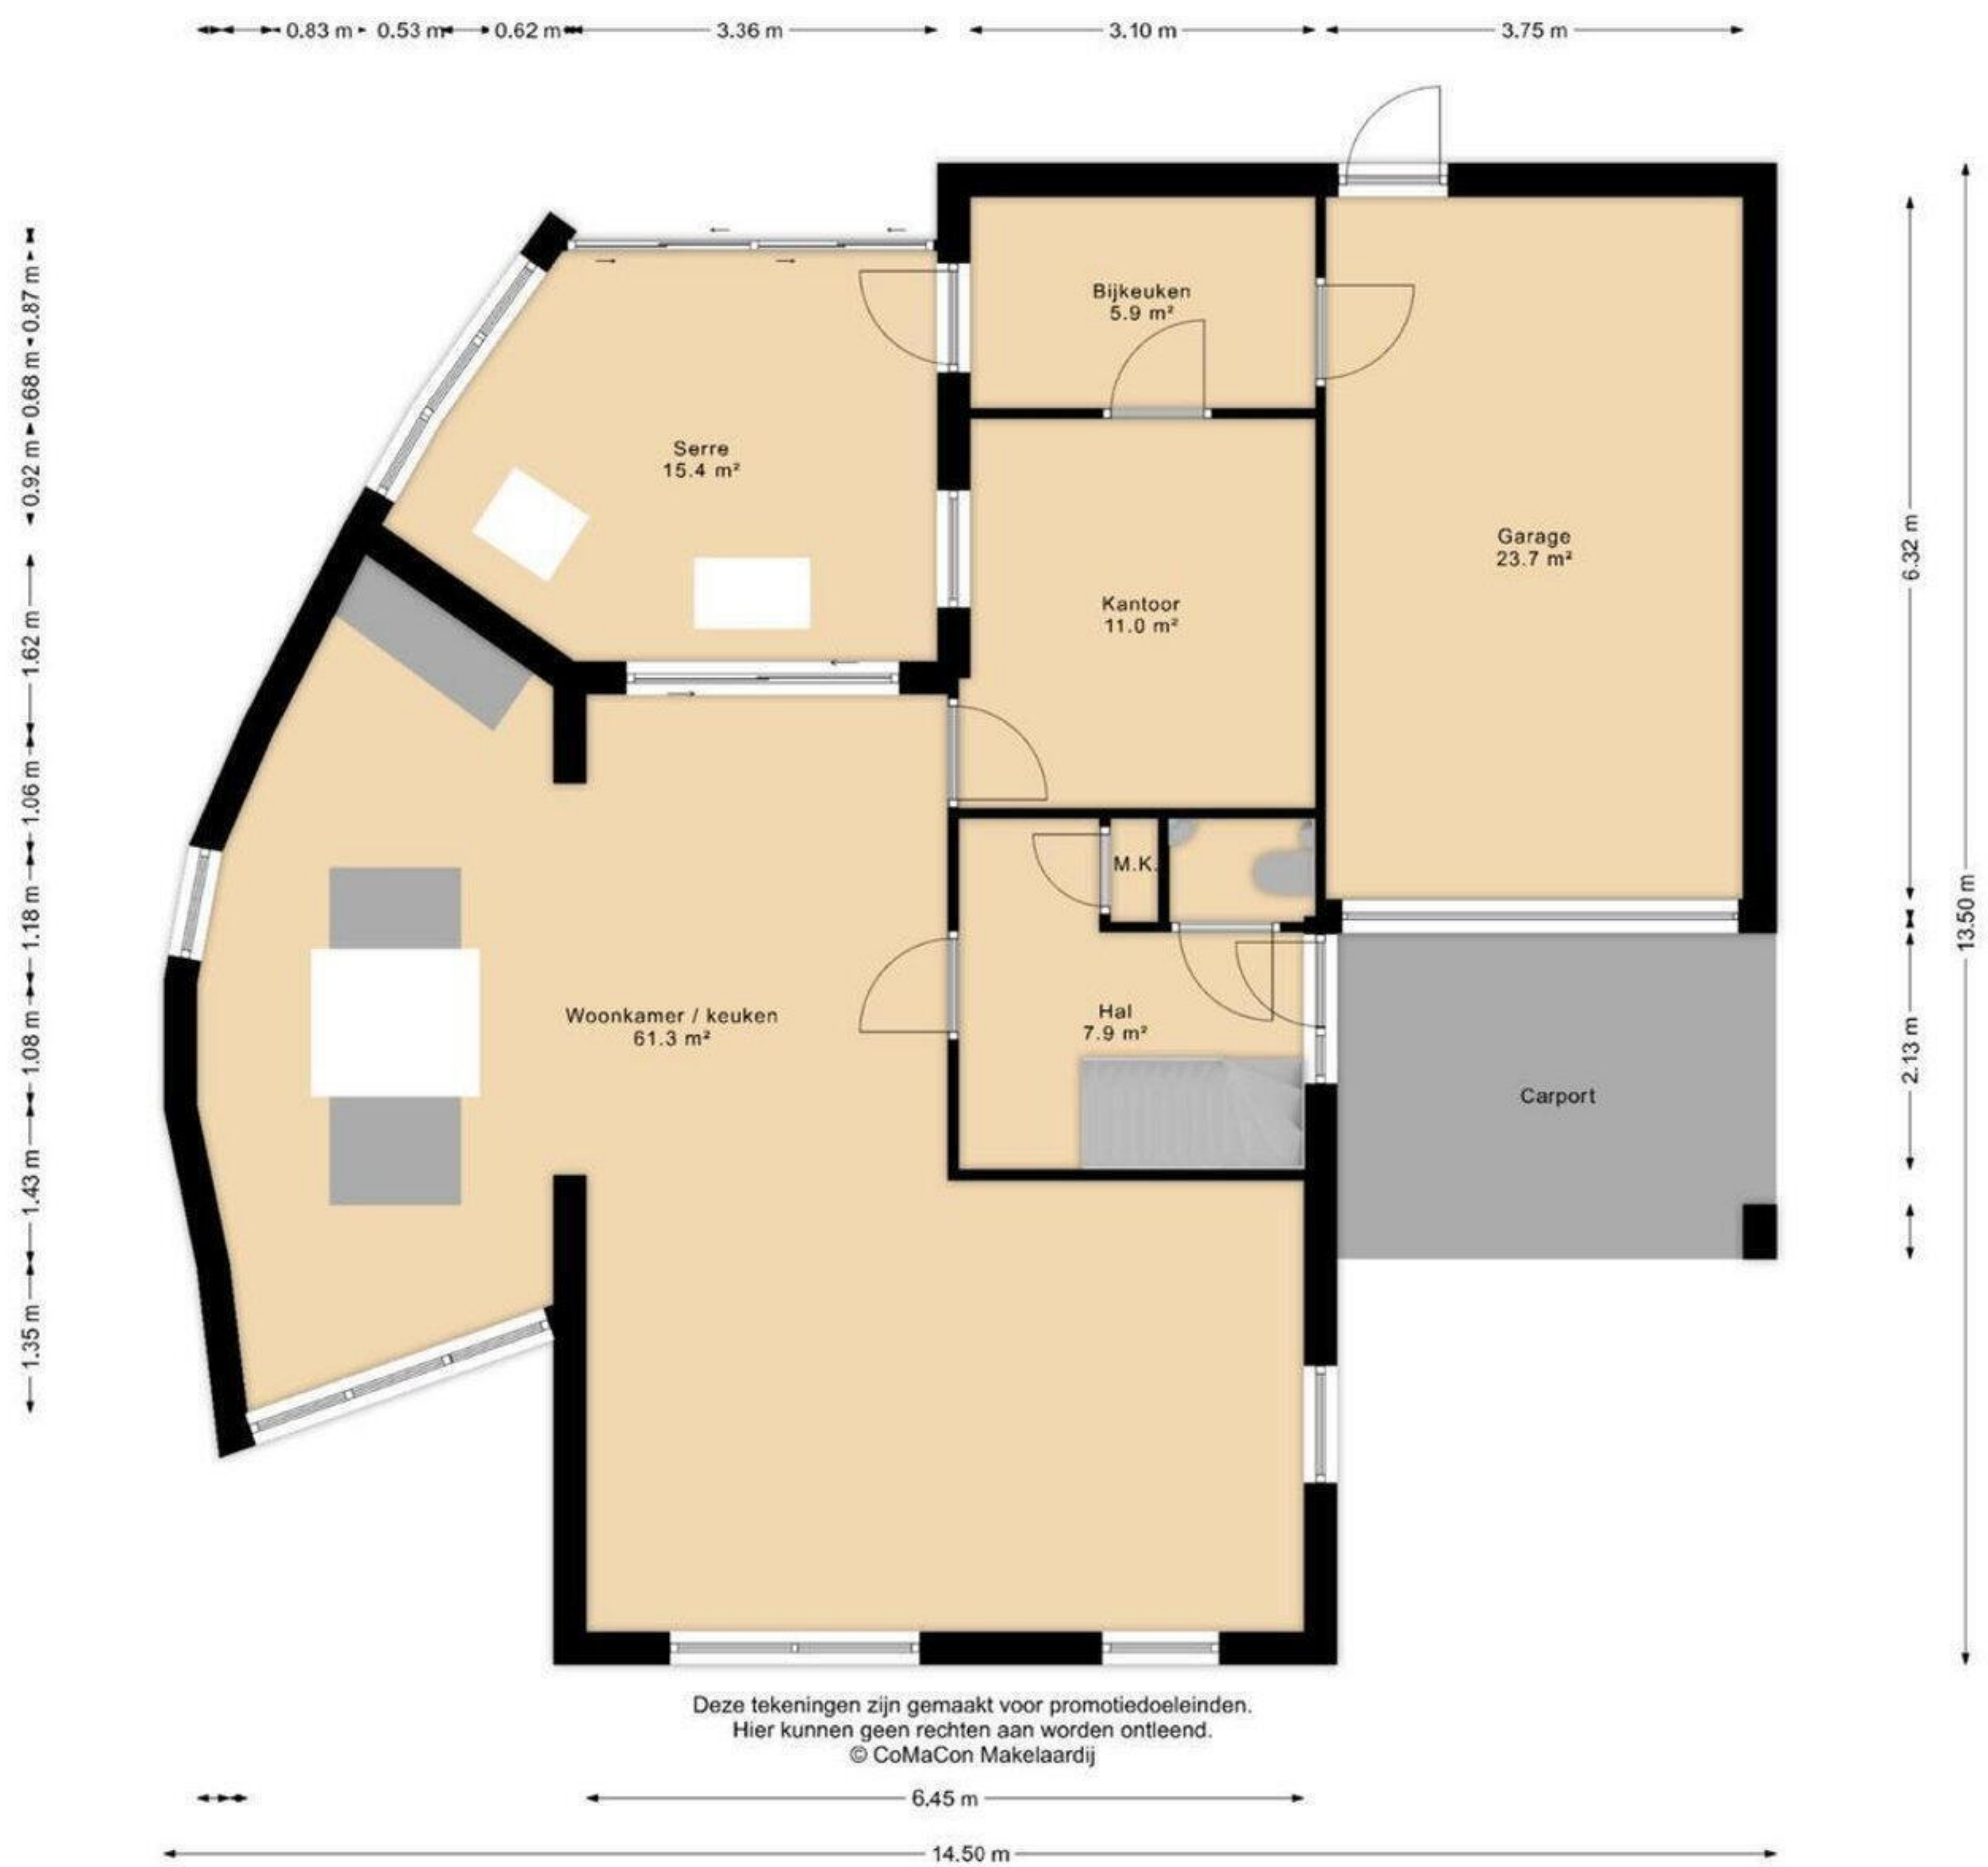 0.83 m 0.53 m 0.62 m 3.36 m 3.10 m 3.75 m
0.87 m
0.68 m
0.92 m
1.62 m
1.06 m
1.18 m
1.08 m
1.43 m
1.35 m
Bijkeuken
5.9 m²
Serre
15.4 m²
Garage
23.7 m²
Kantoor
11.0 m²
M.K.
Woonkamer / keuken
61.3 m²
Hal
7.9 m²
Carport
6.32 m
2.13 m
13.50 m
Deze tekeningen zijn gemaakt voor promotiedoeleinden.
Hier kunnen geen rechten aan worden ontleend.
© CoMaCon Makelaardij
6.45 m
14.50 m